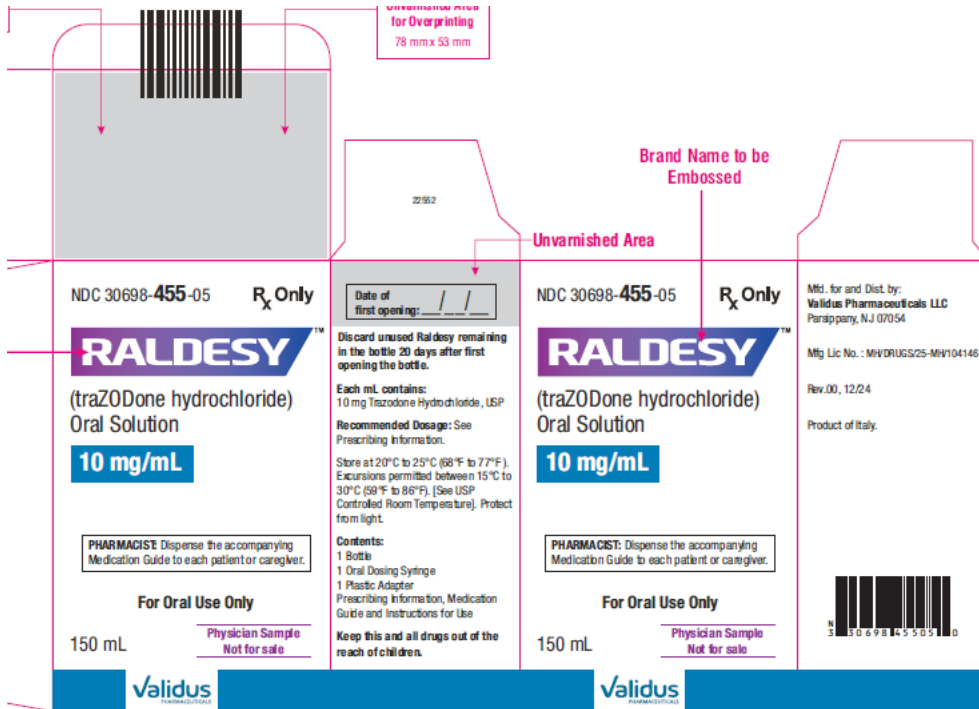 Unvarnished Area
for Overprinting
78 mm x 53 mm
22552
Brand Name to be
Embossed
Unvarnished Area
NDC 30698-455-05
Rx Only
RALDESY™
(traZODone hydrochloride)
Oral Solution
10 mg/mL
PHARMACIST: Dispense the accompanying
Medication Guide to each patient or caregiver.
For Oral Use Only
150 mL
Physician Sample
Not for sale
Validus
PHARMACEUTICALS
Date of
first opening: __/__/__
Discard unused Raldesy remaining
in the bottle 20 days after first
opening the bottle.
Each mL contains:
10 mg Trazodone Hydrochloride, USP
Recommended Dosage: See
Prescribing Information.
Store at 20°C to 25°C (68°F to 77°F).
Excursions permitted between 15°C to
30°C (59°F to 86°F). [See USP
Controlled Room Temperature]. Protect
from light.
Contents:
1 Bottle
1 Oral Dosing Syringe
1 Plastic Adapter
Prescribing Information, Medication
Guide and Instructions for Use
Keep this and all drugs out of the
reach of children.
NDC 30698-455-05
Rx Only
RALDESY™
(traZODone hydrochloride)
Oral Solution
10 mg/mL
PHARMACIST: Dispense the accompanying
Medication Guide to each patient or caregiver.
For Oral Use Only
150 mL
Physician Sample
Not for sale
Validus
PHARMACEUTICALS
Mfd. for and Dist. by:
Validus Pharmaceuticals LLC
Parsippany, NJ 07054
Mfg Lic No. : MH/DRUGS/25-MH/104146
Rev.00, 12/24
Product of Italy.
N
3 30698 45505 0